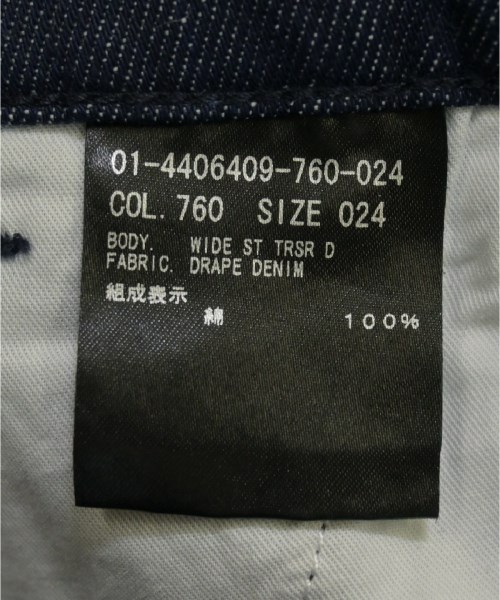 01-4406409-760-024
COL. 760 SIZE 024
BODY. WIDE ST TRSR D
FABRIC. DRAPE DENIM
組成表示
綿 100%